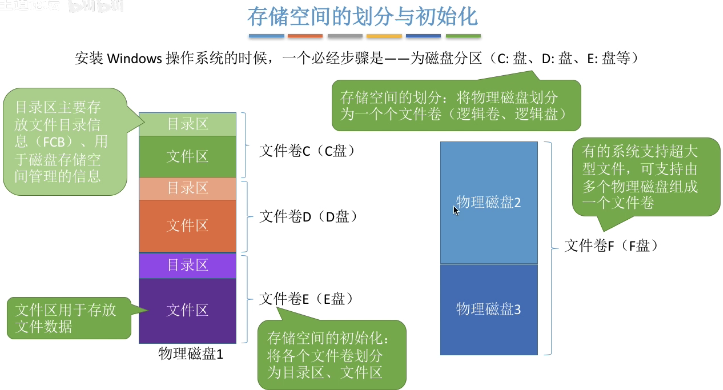 存储空间的划分与初始化
安装 Windows 操作系统的时候，一个必经步骤是——为磁盘分区（C: 盘、D: 盘、E: 盘等）
存储空间的划分：将物理磁盘划分
为一个个文件卷（逻辑卷、逻辑盘）
目录区主要存
放文件目录信
息（FCB）、用
于磁盘存储空
间管理的信息
目录区
文件区
文件卷C（C盘）
目录区
文件区
文件卷D（D盘）
目录区
文件区
文件卷E（E盘）
文件区用于存放
文件数据
物理磁盘1
存储空间的初始化：
将各个文件卷划分
为目录区、文件区
物理磁盘2
物理磁盘3
文件卷F（F盘）
有的系统支持超大
型文件，可支持由
多个物理磁盘组成
一个文件卷